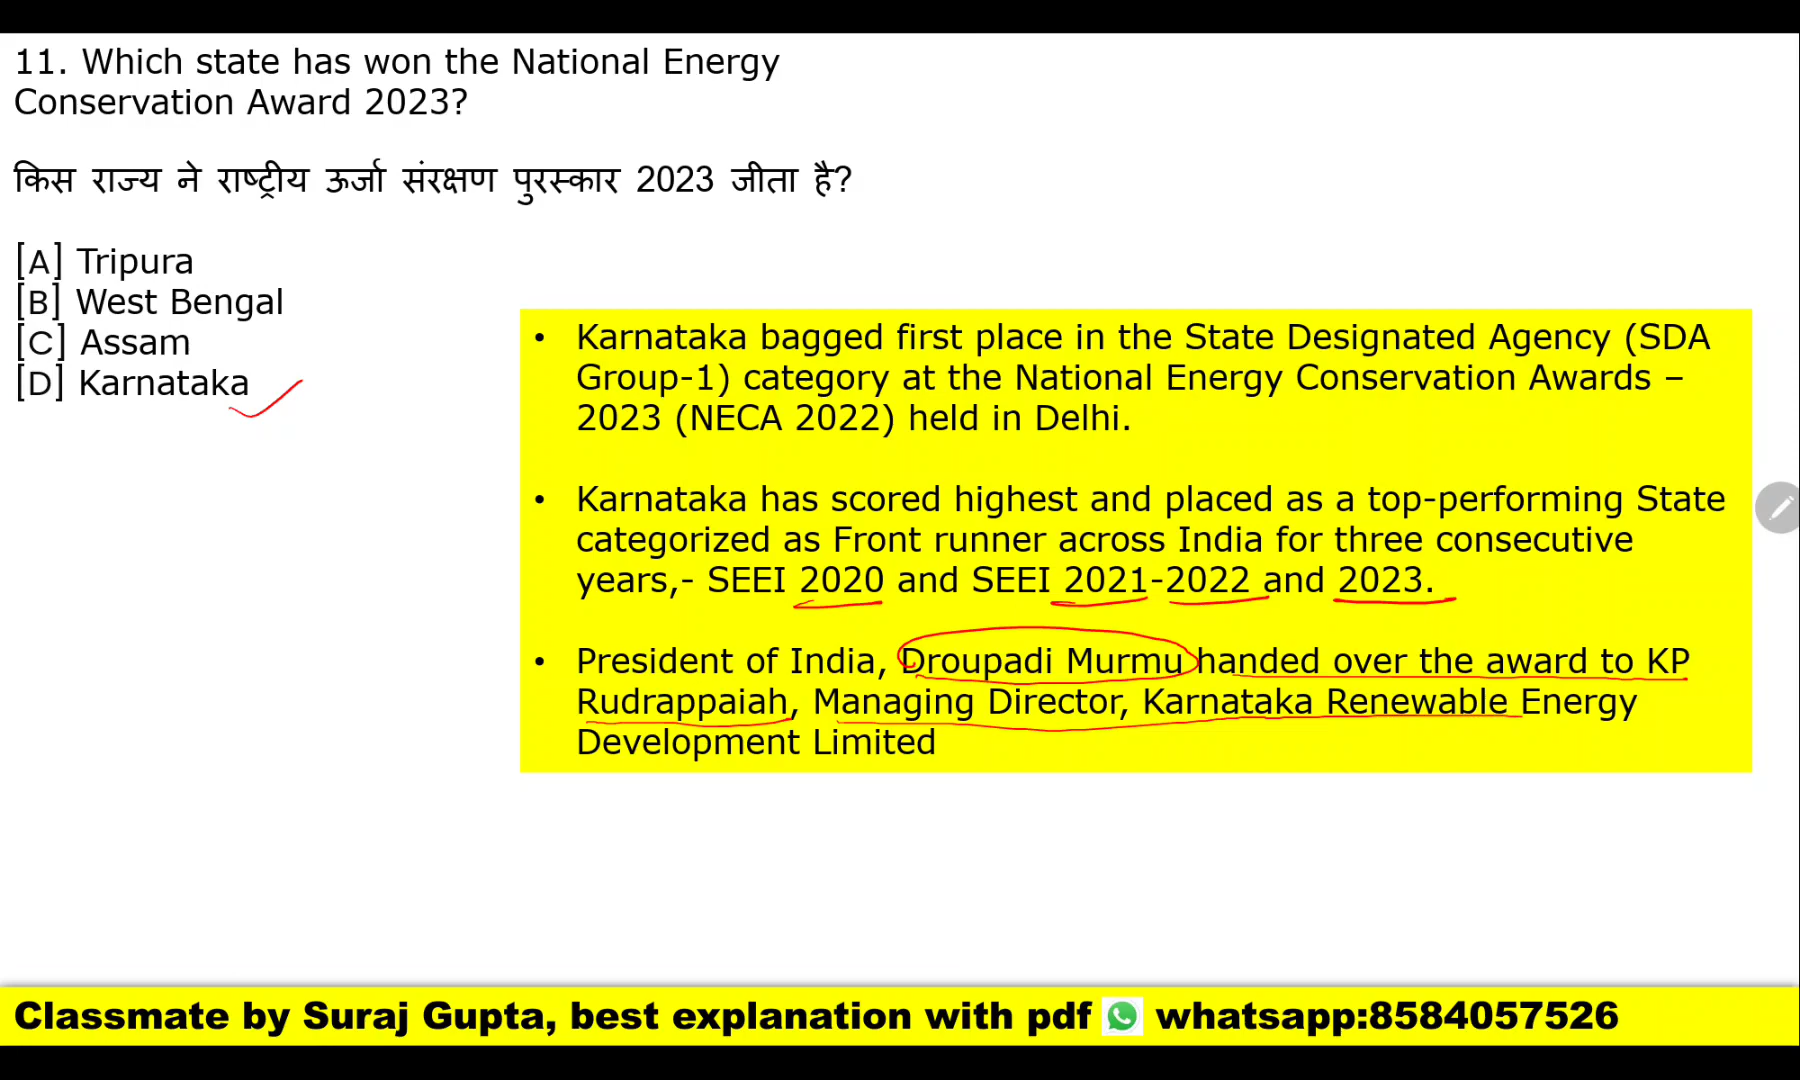 11. Which state has won the National Energy
Conservation Award 2023?
किस राज्य ने राष्ट्रीय ऊर्जा संरक्षण पुरस्कार 2023 जीता है?
[A] Tripura
[B] West Bengal
[C] Assam
[D] Karnataka
• Karnataka bagged first place in the State Designated Agency (SDA
Group-1) category at the National Energy Conservation Awards –
2023 (NECA 2022) held in Delhi.
• Karnataka has scored highest and placed as a top-performing State
categorized as Front runner across India for three consecutive
years,- SEEI 2020 and SEEI 2021-2022 and 2023.
• President of India, Droupadi Murmu handed over the award to KP
Rudrappaiah, Managing Director, Karnataka Renewable Energy
Development Limited
Classmate by Suraj Gupta, best explanation with pdf whatsapp:8584057526